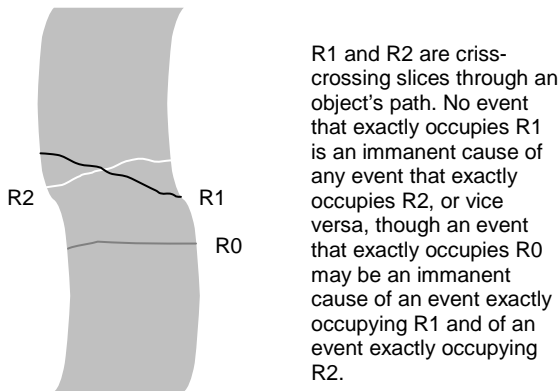 R1 and R2 are criss-
crossing slices through an
object's path. No event
that exactly occupies R1
is an immanent cause of
any event that exactly
occupies R2, or vice
versa, though an event
that exactly occupies R0
may be an immanent
cause of an event exactly
occupying R1 and of an
event exactly occupying
R2.
R2
R1
R0